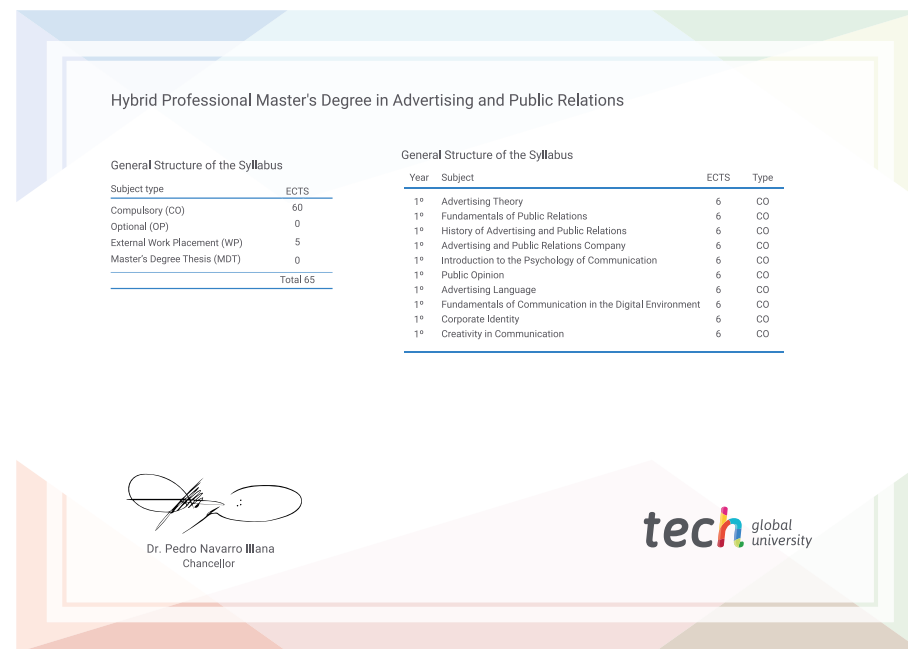 Hybrid Professional Master's Degree in Advertising and Public Relations
General Structure of the Syllabus
Subject type ECTS
Compulsory (CO) 60
Optional (OP) 0
External Work Placement (WP) 5
Master's Degree Thesis (MDT) 0
Total 65
General Structure of the Syllabus
Year Subject ECTS Type
1º Advertising Theory 6 CO
1º Fundamentals of Public Relations 6 CO
1º History of Advertising and Public Relations 6 CO
1º Advertising and Public Relations Company 6 CO
1º Introduction to the Psychology of Communication 6 CO
1º Public Opinion 6 CO
1º Advertising Language 6 CO
1º Fundamentals of Communication in the Digital Environment 6 CO
1º Corporate Identity 6 CO
1º Creativity in Communication 6 CO
Dr. Pedro Navarro Illana
Chancellor
tech global
university